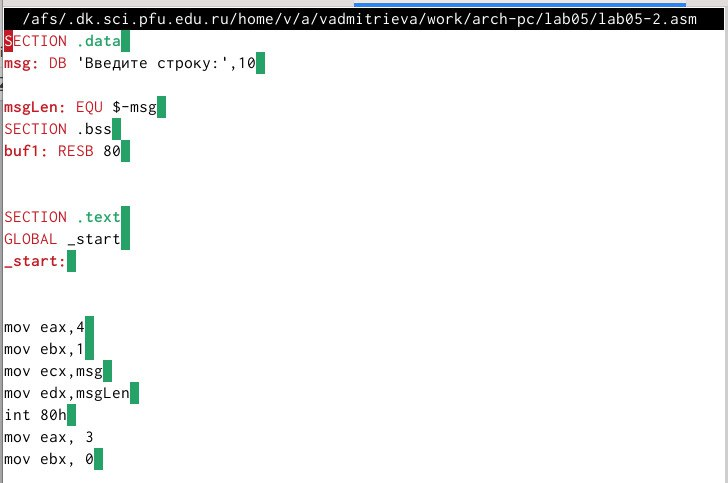 /afs/.dk.sci.pfu.edu.ru/home/v/a/vadmitrieva/work/arch-pc/lab05/lab05-2.asm
SECTION .data
msg: DB 'Введите строку:',10
msgLen: EQU $-msg
SECTION .bss
buf1: RESB 80
SECTION .text
GLOBAL _start
_start:
mov eax,4
mov ebx,1
mov ecx,msg
mov edx,msgLen
int 80h
mov eax, 3
mov ebx, 0